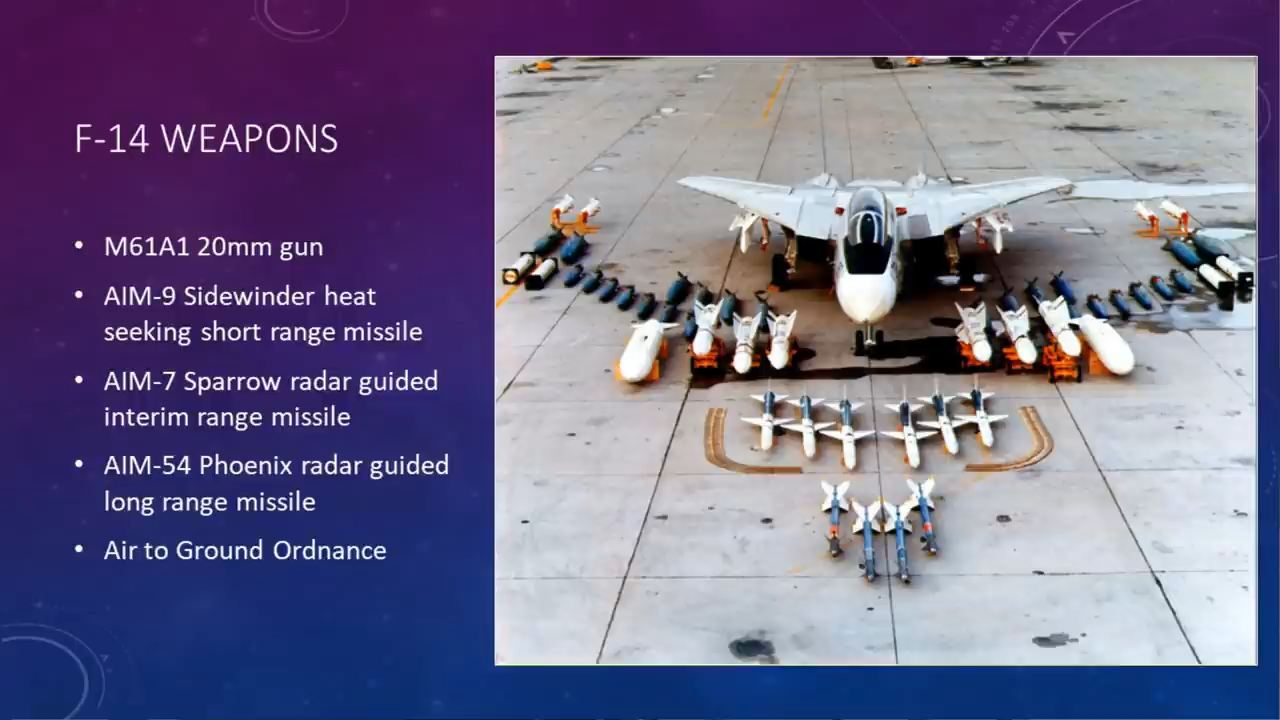 F-14 WEAPONS
• M61A1 20mm gun
• AIM-9 Sidewinder heat
seeking short range missile
• AIM-7 Sparrow radar guided
interim range missile
• AIM-54 Phoenix radar guided
long range missile
• Air to Ground Ordnance